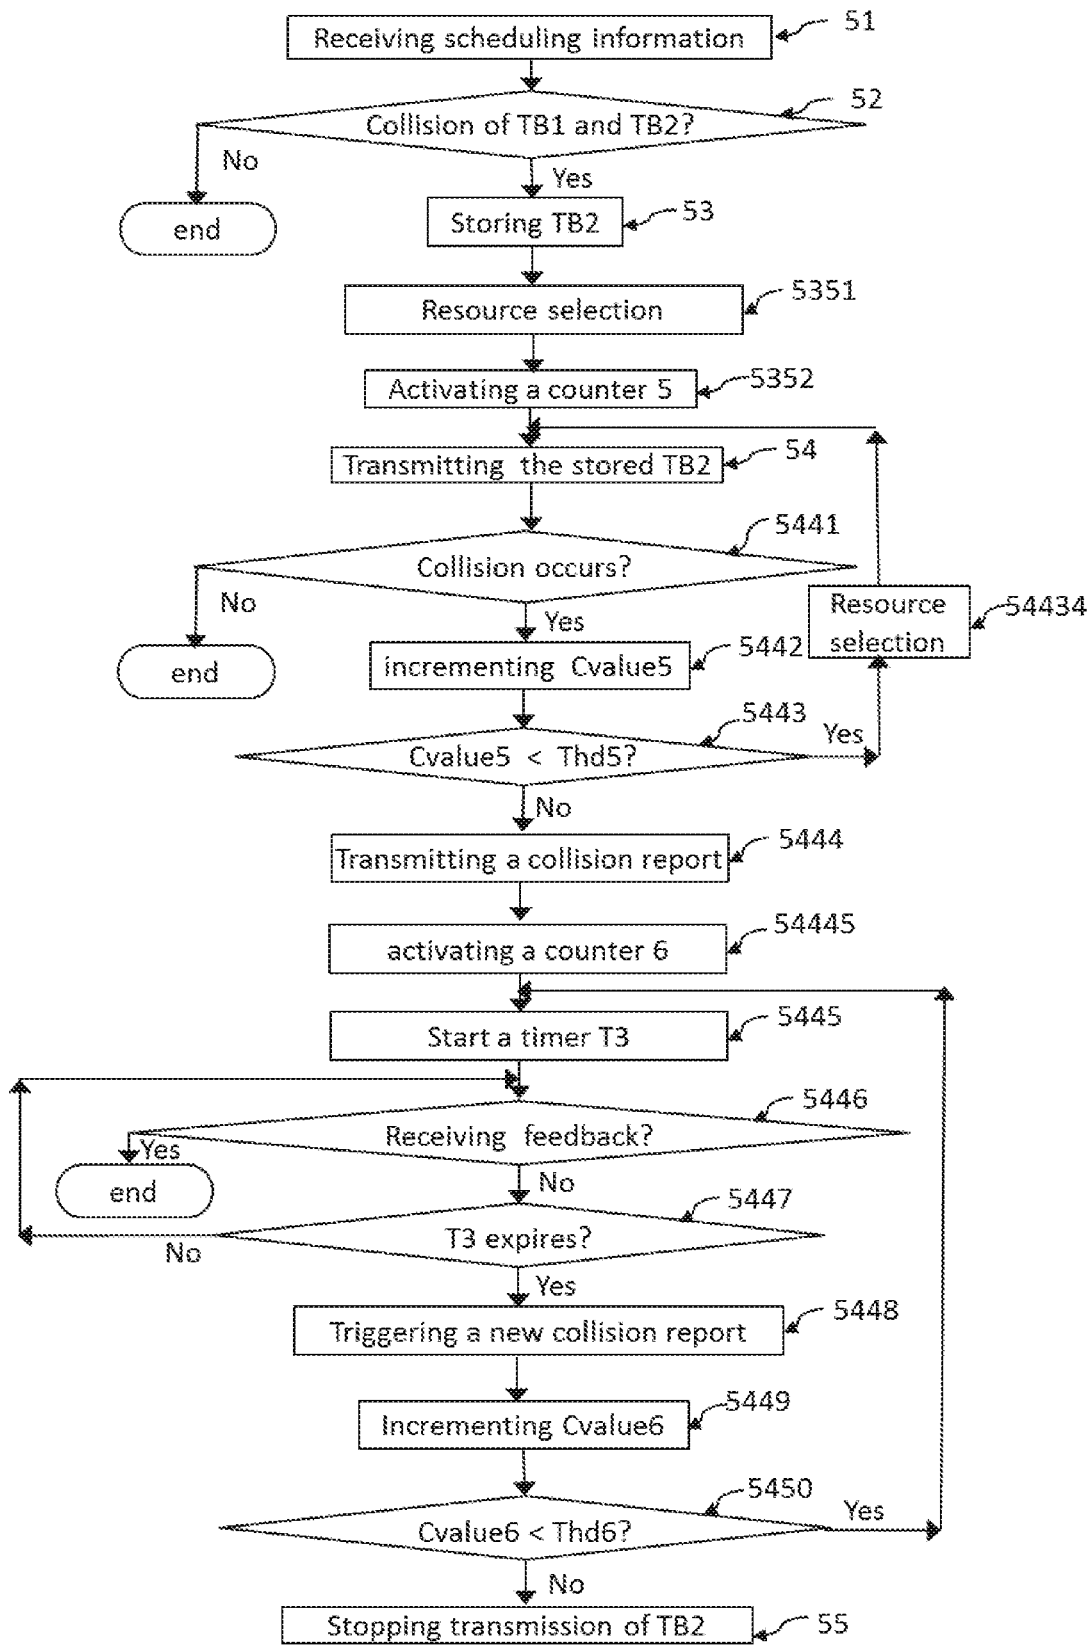 Receiving scheduling information
51
Collision of TB1 and TB2?
52
No
Yes
end
Storing TB2
53
Resource selection
5351
Activating a counter 5
5352
Transmitting the stored TB2
54
Collision occurs?
5441
No
Yes
end
Resource
selection
54434
incrementing Cvalue5
5442
Cvalue5 < Thd5?
5443
Yes
No
Transmitting a collision report
5444
activating a counter 6
54445
Start a timer T3
5445
Receiving feedback?
5446
Yes
end
No
T3 expires?
5447
No
Yes
Triggering a new collision report
5448
Incrementing Cvalue6
5449
Cvalue6 < Thd6?
5450
Yes
No
Stopping transmission of TB2
55